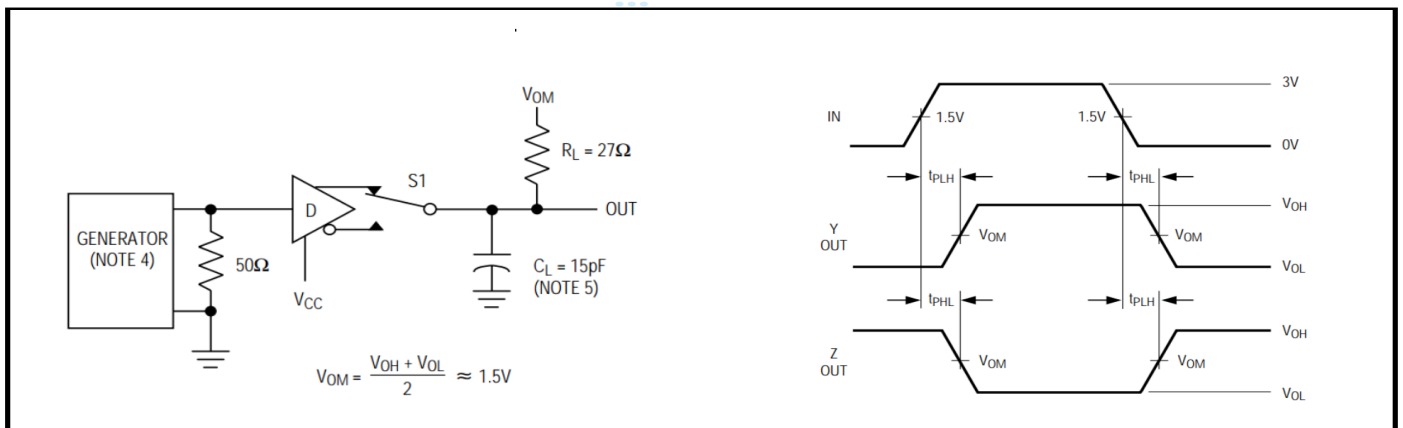 VOM
RL = 27Ω
S1
D
OUT
GENERATOR
(NOTE 4)
50Ω
CL = 15pF
(NOTE 5)
VCC
VOM = VOH + VOL
2
≈ 1.5V
3V
IN
1.5V
1.5V
0V
tPLH
tPHL
VOH
Y
OUT
VOM
VOM
VOL
tPHL
tPLH
VOH
Z
OUT
VOM
VOM
VOL